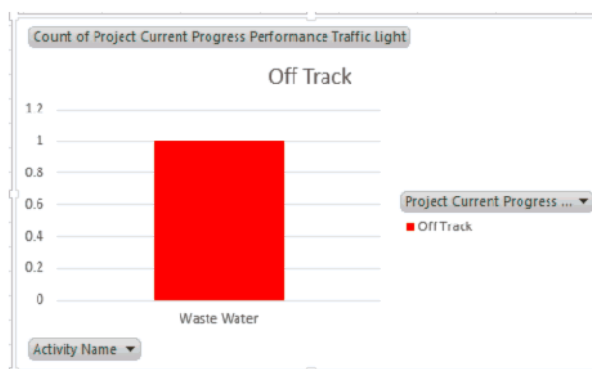 Count of Project Current Progress Performance Traffic Light
Off Track
1.2
1
0.8
0.6
0.4
0.2
0
Waste Water
Project Current Progress ...
Off Track
Activity Name